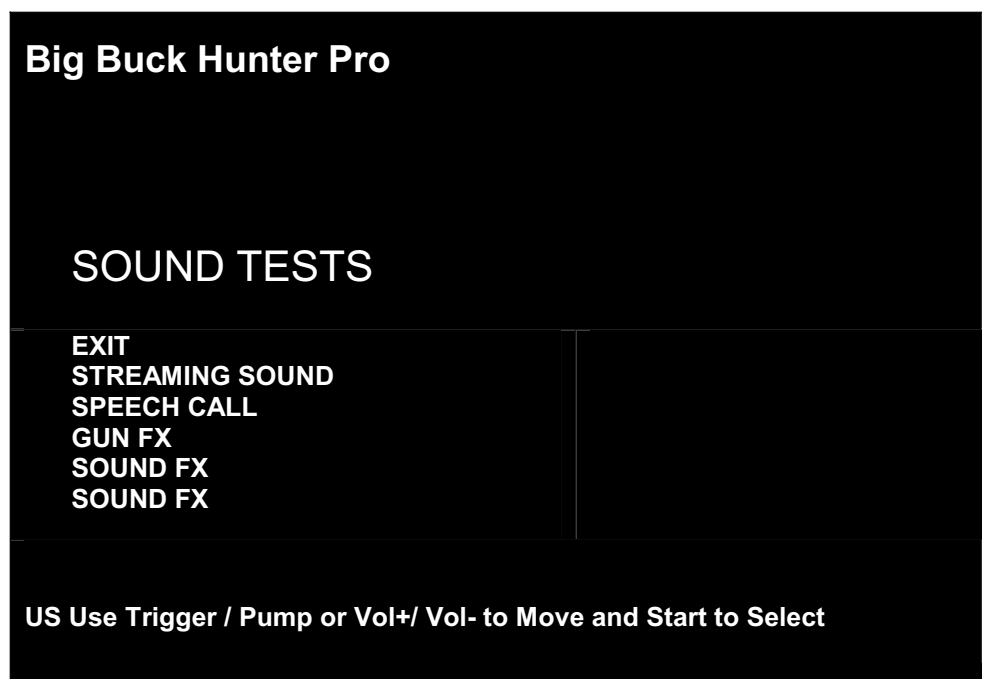 Big Buck Hunter Pro
SOUND TESTS
EXIT
STREAMING SOUND
SPEECH CALL
GUN FX
SOUND FX
SOUND FX
US Use Trigger / Pump or Vol+/ Vol- to Move and Start to Select